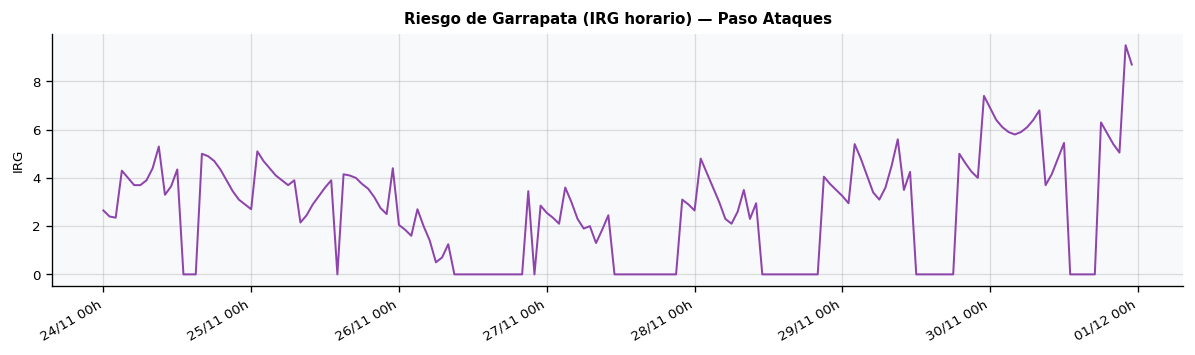 Riesgo de Garrapata (IRG horario) — Paso Ataques
IRG
8
6
4
2
0
24/11 00h
25/11 00h
26/11 00h
27/11 00h
28/11 00h
29/11 00h
30/11 00h
01/12 00h